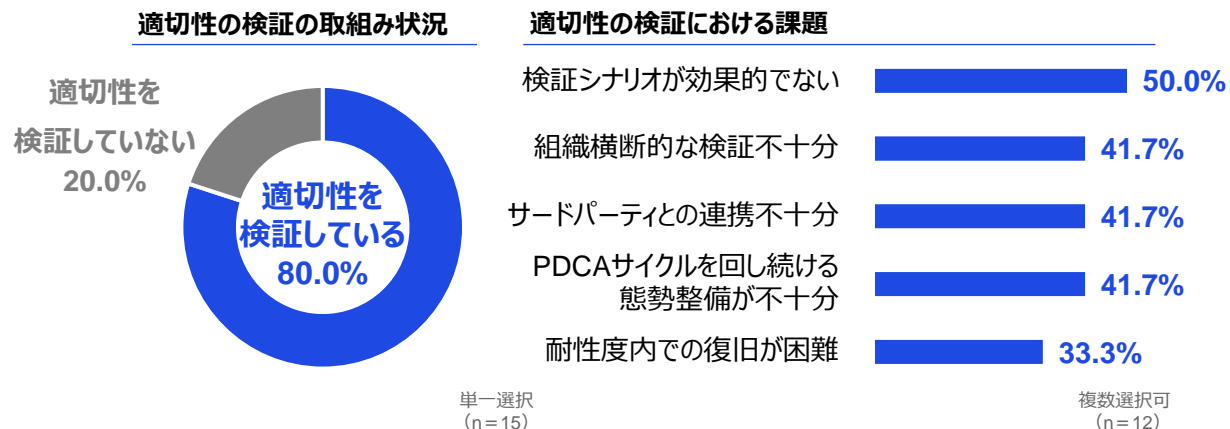 適切性の検証の取組み状況
適切性を
検証していない
20.0%
適切性を
検証している
80.0%
単一選択
（n＝15）
適切性の検証における課題
検証シナリオが効果的でない
50.0%
組織横断的な検証不十分
41.7%
サードパーティとの連携不十分
41.7%
PDCAサイクルを回し続ける
態勢整備が不十分
41.7%
耐性度内での復旧が困難
33.3%
複数選択可
（n＝12）